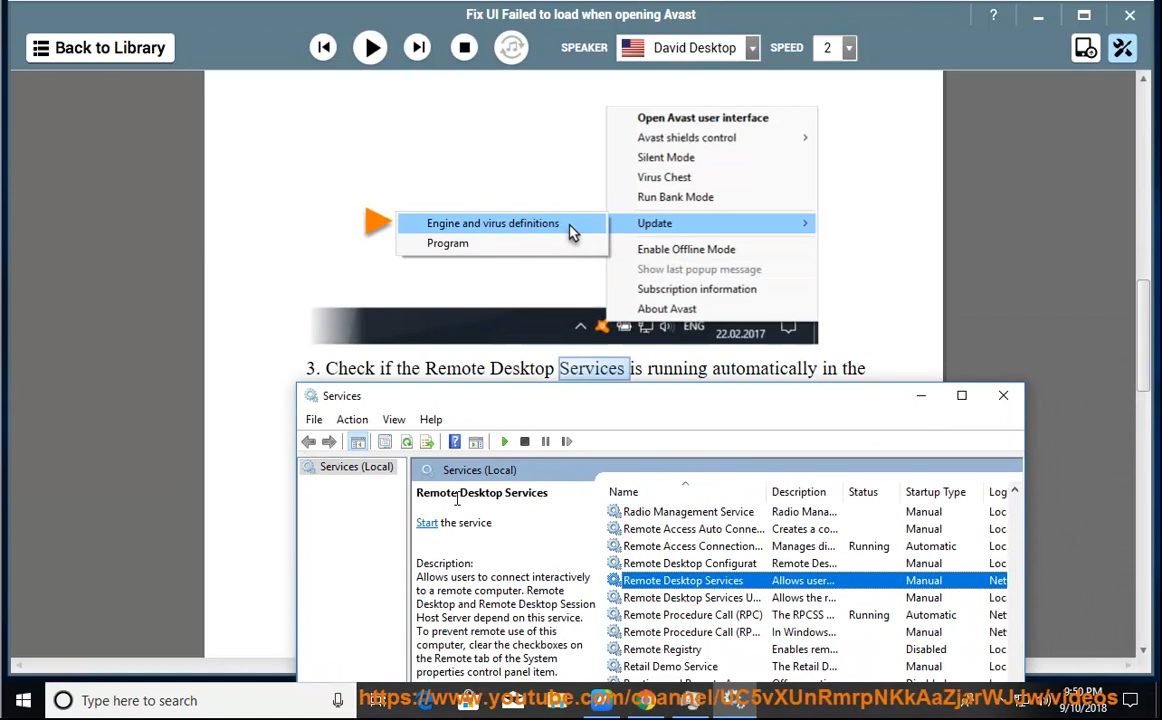 Fix UI Failed to load when opening Avast
?
Back to Library
SPEAKER
David Desktop
SPEED
2
Open Avast user interface
Avast shields control
Silent Mode
Virus Chest
Run Bank Mode
Engine and virus definitions
Update
Program
Enable Offline Mode
Show last popup message
Subscription information
About Avast
ENG
22.02.2017
3. Check if the Remote Desktop Services is running automatically in the
Services
File Action View Help
Services (Local)
Services (Local)
Remote Desktop Services
Start the service
Description:
Allows users to connect interactively
to a remote computer. Remote
Desktop and Remote Desktop Session
Host Server depend on this service.
To prevent remote use of this
computer, clear the checkboxes on
the Remote tab of the System
properties control panel item.
Name Description Status Startup Type Log
Radio Management Service Radio Mana... Manual Loc
Remote Access Auto Conne... Creates a co... Manual Loc
Remote Access Connection... Manages di... Running Automatic Loc
Remote Desktop Configurat Remote Des... Manual Loc
Remote Desktop Services Allows user... Manual Net
Remote Desktop Services U... Allows the r... Manual Loc
Remote Procedure Call (RPC) The RPCSS ... Running Automatic Net
Remote Procedure Call (RP... In Windows... Manual Net
Remote Registry Enables rem... Disabled Loc
Retail Demo Service The Retail D... Manual Loc
Type here to search
9:50 PM
9/10/2018